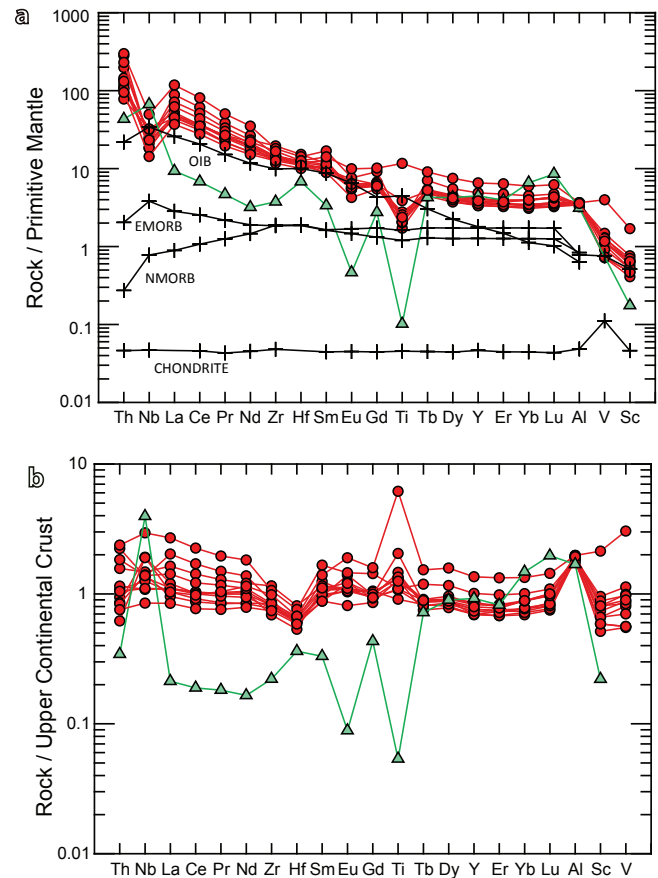 a
1000
100
10
1
0.1
0.01
Rock / Primitive Mantle
OIB
EMORB
NMORB
CHONDRITE
Th Nb La Ce Pr Nd Zr Hf Sm Eu Gd Ti Tb Dy Y Er Yb Lu Al V Sc
b
10
1
0.1
0.01
Rock / Upper Continental Crust
Th Nb La Ce Pr Nd Zr Hf Sm Eu Gd Ti Tb Dy Y Er Yb Lu Al Sc V